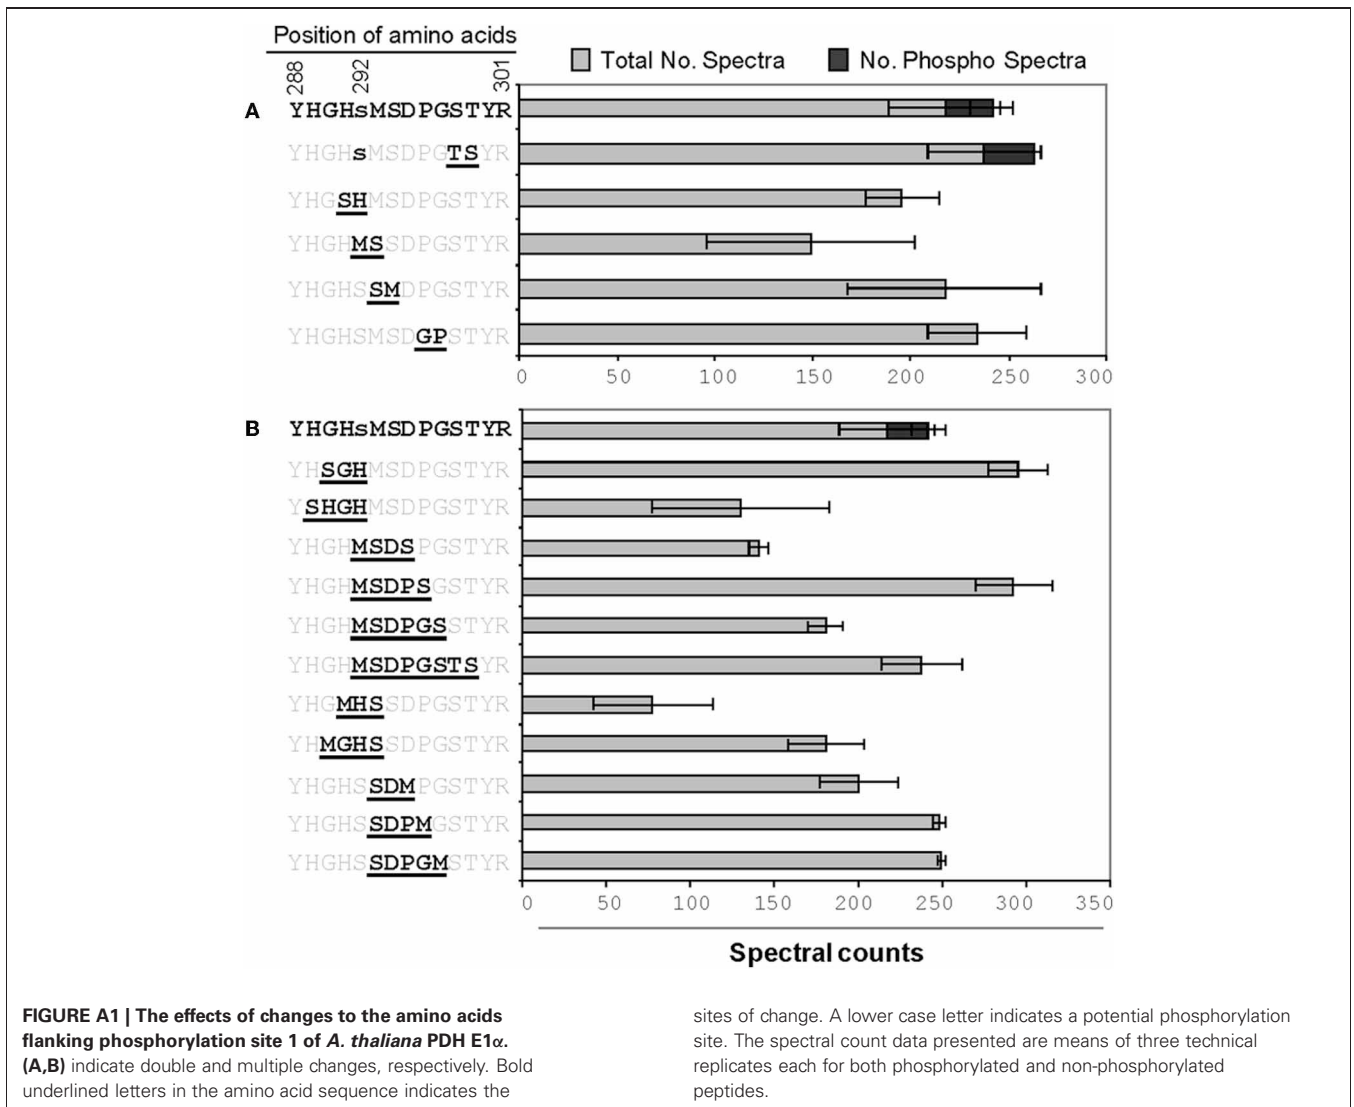 Position of amino acids
288 292 301
Total No. Spectra No. Phospho Spectra
A YHGHsMSDPGSTYR
YHGHsMSDPGTSYR
YHGSHMSDPGSTYR
YHGHMSSDPGSTYR
YHGHSSMDPGSTYR
YHGHSMSDGPSTYR
0 50 100 150 200 250 300
B YHGHsMSDPGSTYR
YHSGHMSDPGSTYR
YSHGHMSDPGSTYR
YHGHMSDSPGSTYR
YHGHMSDPSGSTYR
YHGHMSDPGSSTYR
YHGHMSDPGSTSYR
YHGMHSSDPGSTYR
YHMGHSSDPGSTYR
YHGHSSDMPGSTYR
YHGHSSDPMGSTYR
YHGHSSDPGMSTYR
0 50 100 150 200 250 300 350
Spectral counts
FIGURE A1 | The effects of changes to the amino acids
flanking phosphorylation site 1 of A. thaliana PDH E1α.
(A,B) indicate double and multiple changes, respectively. Bold
underlined letters in the amino acid sequence indicates the
sites of change. A lower case letter indicates a potential phosphorylation
site. The spectral count data presented are means of three technical
replicates each for both phosphorylated and non-phosphorylated
peptides.